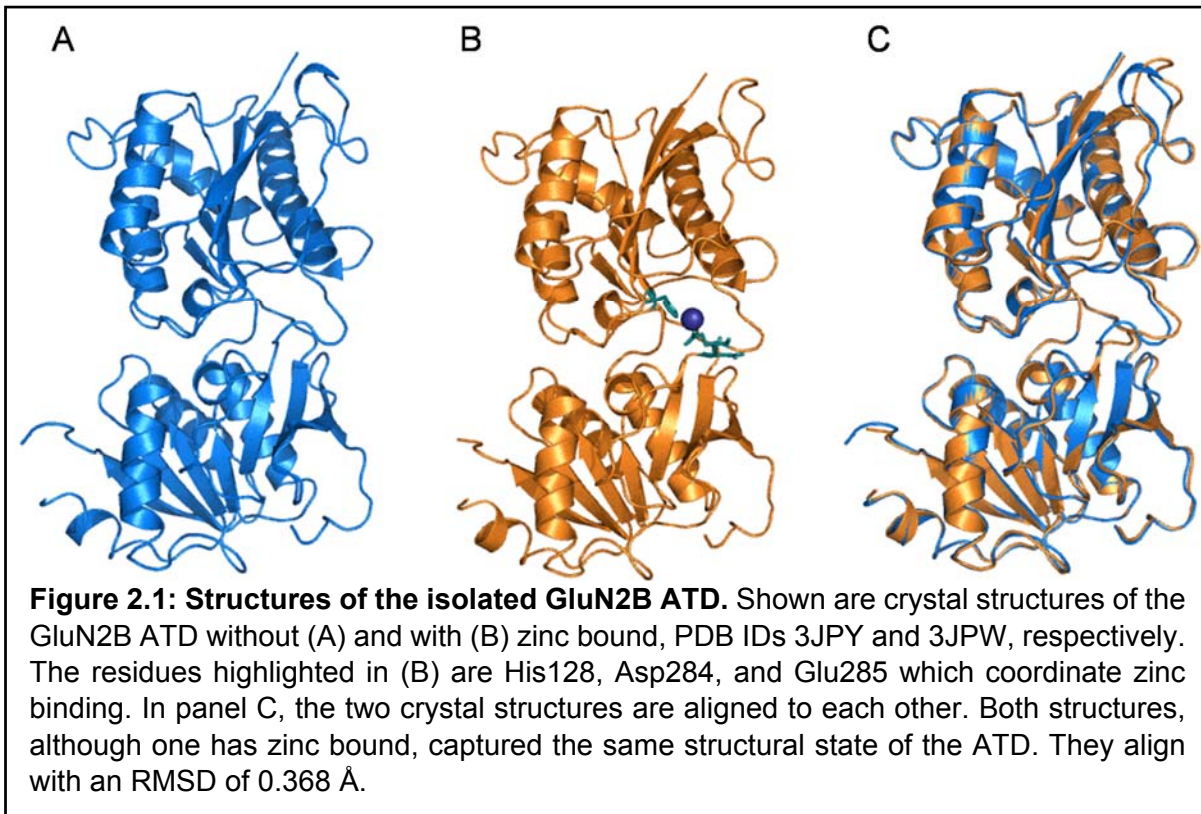 A
B
C
Figure 2.1: Structures of the isolated GluN2B ATD. Shown are crystal structures of the
GluN2B ATD without (A) and with (B) zinc bound, PDB IDs 3JPY and 3JPW, respectively.
The residues highlighted in (B) are His128, Asp284, and Glu285 which coordinate zinc
binding. In panel C, the two crystal structures are aligned to each other. Both structures,
although one has zinc bound, captured the same structural state of the ATD. They align
with an RMSD of 0.368 Å.